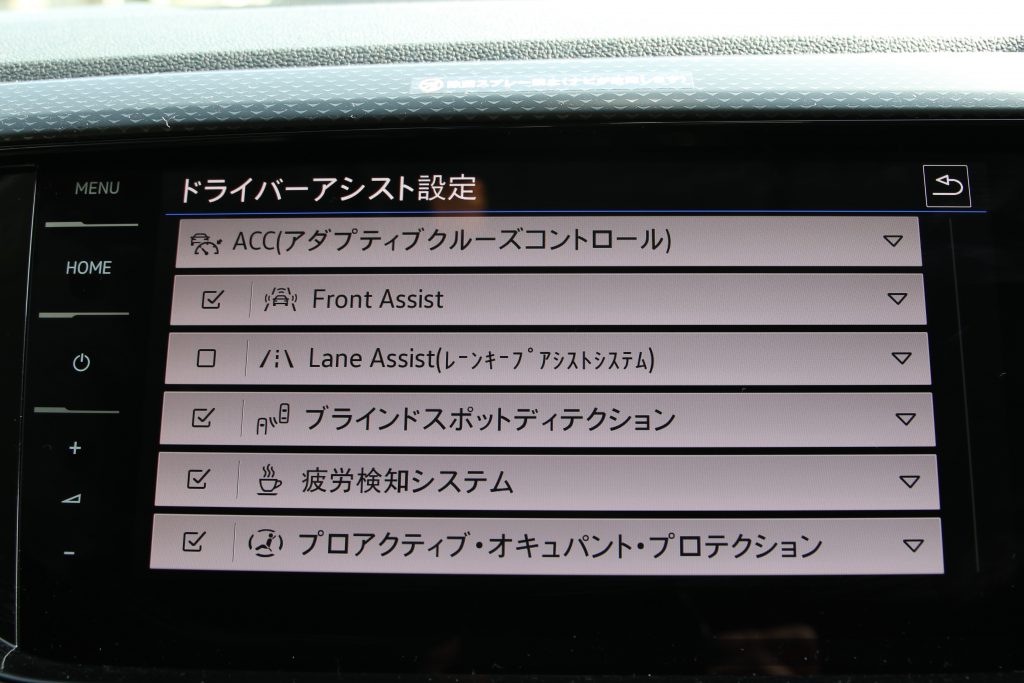 MENU
ドライバーアシスト設定
ACC(アダプティブクルーズコントロール)
HOME
Front Assist
Lane Assist(ﾚｰﾝｷｰﾌﾟｱｼｽﾄｼｽﾃﾑ)
ブラインドスポットディテクション
+
疲労検知システム
プロアクティブ・オキュパント・プロテクション
−